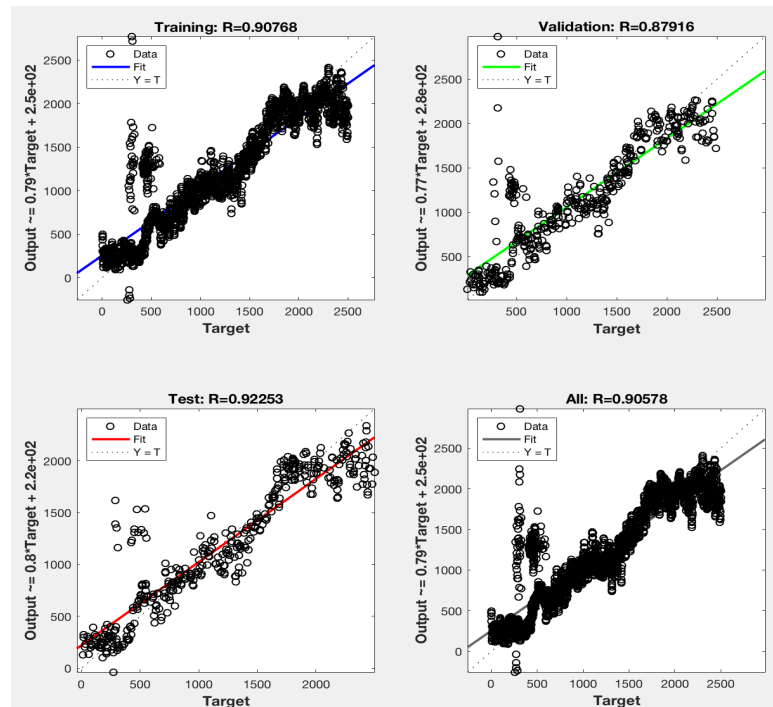 Training: R=0.90768
Output ~= 0.79*Target + 2.5e+02
2500
2000
1500
1000
500
0
Data
Fit
Y = T
0
500
1000
1500
2000
2500
Target
Validation: R=0.87916
Output ~= 0.77*Target + 2.8e+02
2500
2000
1500
1000
500
Data
Fit
Y = T
500
1000
1500
2000
2500
Target
Test: R=0.92253
Output ~= 0.8*Target + 2.2e+02
2000
1500
1000
500
0
Data
Fit
Y = T
0
500
1000
1500
2000
Target
All: R=0.90578
Output ~= 0.79*Target + 2.5e+02
2500
2000
1500
1000
500
0
Data
Fit
Y = T
0
500
1000
1500
2000
2500
Target